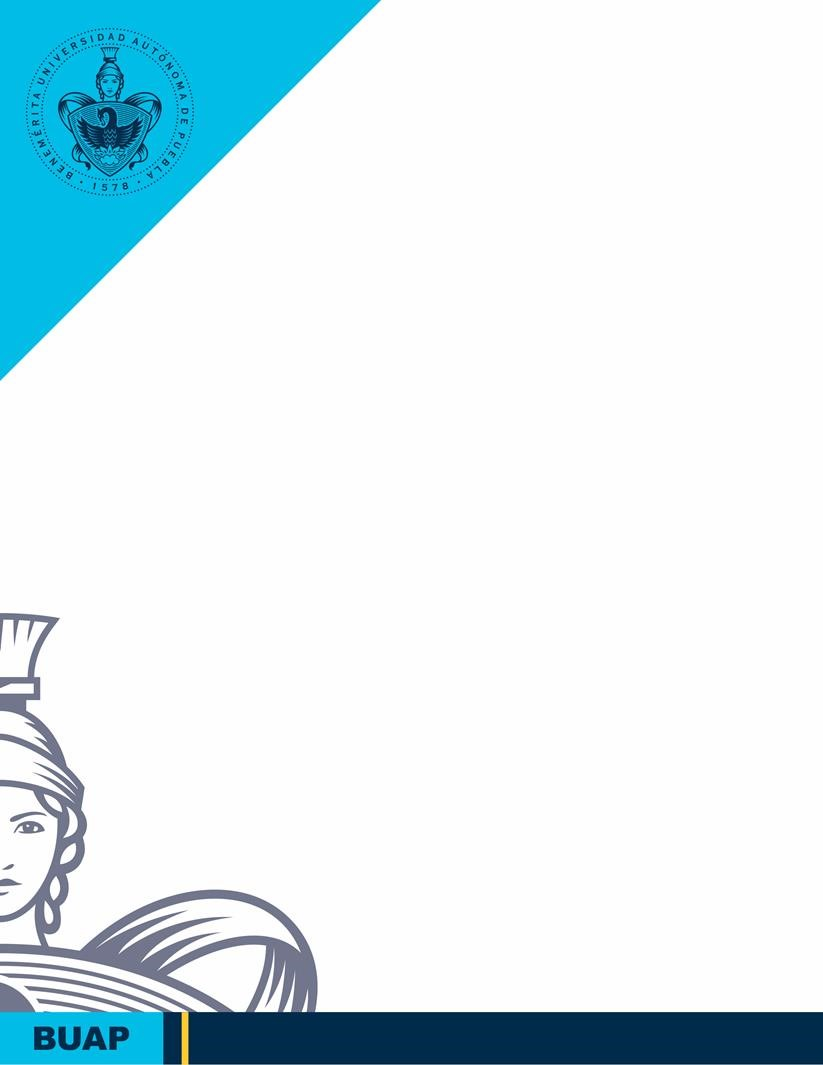 BENEMÉRITA UNIVERSIDAD AUTÓNOMA DE PUEBLA
· 1578 ·
BUAP